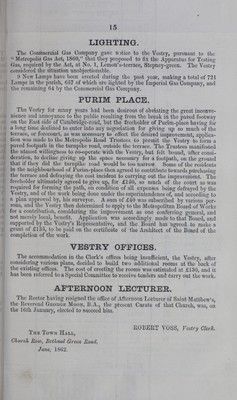 15
LIGHTING.
The Commercial Gas Company gave notice to the Vestry, pursuant to the
"Metropolis Gas Act, 1860," that they proposed to fix the Apparatus for Testing
Gas, required by the Act, at No. 1, Lemon's-terrace, Stepney-green. The Vestry
considered the situation unobjectionable.
9 New Lamps have been erected during the past year, making a total of 721
Lamps in the parish, 657 of which are lighted by the Imperial Gas Company, and
the remaining 64 by the Commercial Gas Company.
PURIM PLACE.
The Vestry for many years had been desirous of obviating the great inconve-
nience and annoyance to the public resulting from the break in the paved footway
on the East side of Cambridge-road, but the freeholder of Purim-place having for
a long time declined to enter into any negociation for giving up so much of the
terrace, or forecourt, as was necessary to effect the desired improvement, applica-
tion was made to the Metropolis Road Trustees to permit the Vestry to form a
paved footpath in the turnpike road, outside the terrace. The Trustees manifested
the utmost willingness to co-operate with the Vestry, but felt bound, after consi-
deration, to decline giving up the space necessary for a footpath, on the ground
that if they did the turnpike road would be too narrow. Some of the residents
in the neighbourhood of Purim-place then agreed to contribute towards purchasing
the terrace and defraying the cost incident to carrying out the improvement. The
freeholder ultimately agreed to give up, for £40, so much of the court as was
required for forming the path, on condition of all expenses being defrayed by the
Vestry, and of the work being done under the superintendence of, and according to
a plan approved by, his surveyor. A sum of £49 was subscribed by various per-
sons, and the Vestry then determined to apply to the Metropolitan Board of Works
for a contribution, considering the improvement as one conferring general, and
not merely local, benefit. Application was accordingly made to that Board, and
supported by the Vestry's Representative, and the Board has agreed to make a
grant of £135, to be paid on the certificate of the Architect of the Board of the
completion of the work.
VESTRY OFFICES.
The accommodation in the Clerk's offices being insufficient, the Vestry, after
considering various plans, decided to build two additional rooms at the back of
the existing offices. The cost of erecting the rooms was estimated at £130, and it
has been referred to a Special Committee to receive tenders and carry out the work.
AFTERNOON LECTURER.
The Rector having resigned the office of Afternoon Lecturer of Saint Matthew's,
the Reverend George Moon, B.A., the present Curate of that Church, was, on
the 16th January, elected to succeed him.
ROBERT VOSS, Vestry Clerk.
The Town Hall,
Church Row, Bethnal Green Road,
June, 1862.